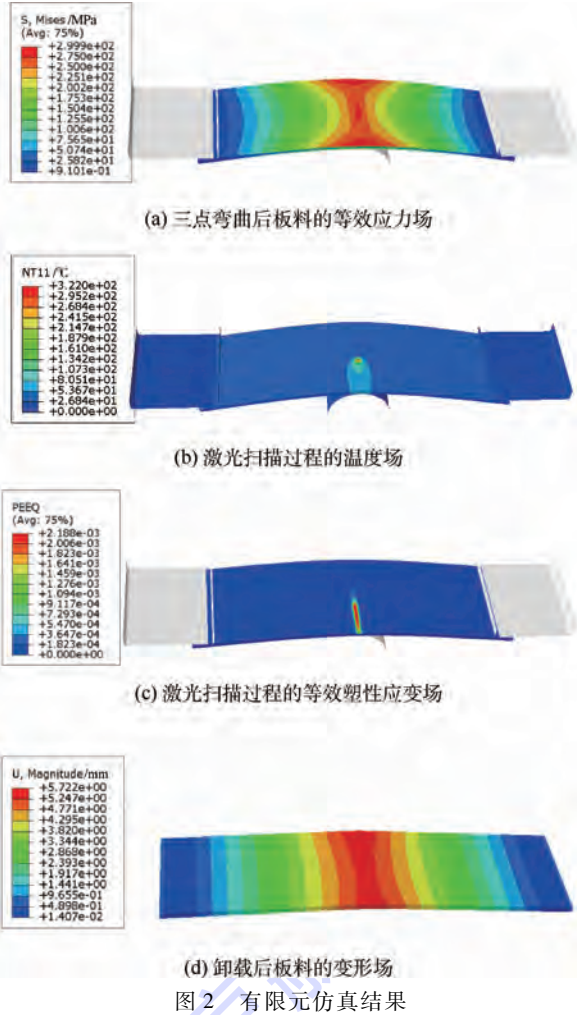 S, Mises /MPa
(Avg: 75%)
+2.999e+02
+2.750e+02
+2.500e+02
+2.251e+02
+2.002e+02
+1.753e+02
+1.504e+02
+1.255e+02
+1.006e+02
+7.565e+01
+5.074e+01
+2.582e+01
+9.101e-01
(a) 三点弯曲后板料的等效应力场
NT11 /℃
+3.220e+02
+2.952e+02
+2.684e+02
+2.415e+02
+2.147e+02
+1.879e+02
+1.610e+02
+1.342e+02
+1.073e+02
+8.051e+01
+5.367e+01
+2.684e+01
+0.000e+00
(b) 激光扫描过程的温度场
PEEQ
(Avg: 75%)
+2.188e-03
+2.006e-03
+1.823e-03
+1.641e-03
+1.459e-03
+1.276e-03
+1.094e-03
+9.117e-04
+7.293e-04
+5.470e-04
+3.647e-04
+1.823e-04
+0.000e+00
(c) 激光扫描过程的等效塑性应变场
U, Magnitude/mm
+5.722e+00
+5.247e+00
+4.771e+00
+4.295e+00
+3.820e+00
+3.344e+00
+2.868e+00
+2.393e+00
+1.917e+00
+1.441e+00
+9.655e-01
+4.898e-01
+1.407e-02
(d) 卸载后板料的变形场
图 2 有限元仿真结果